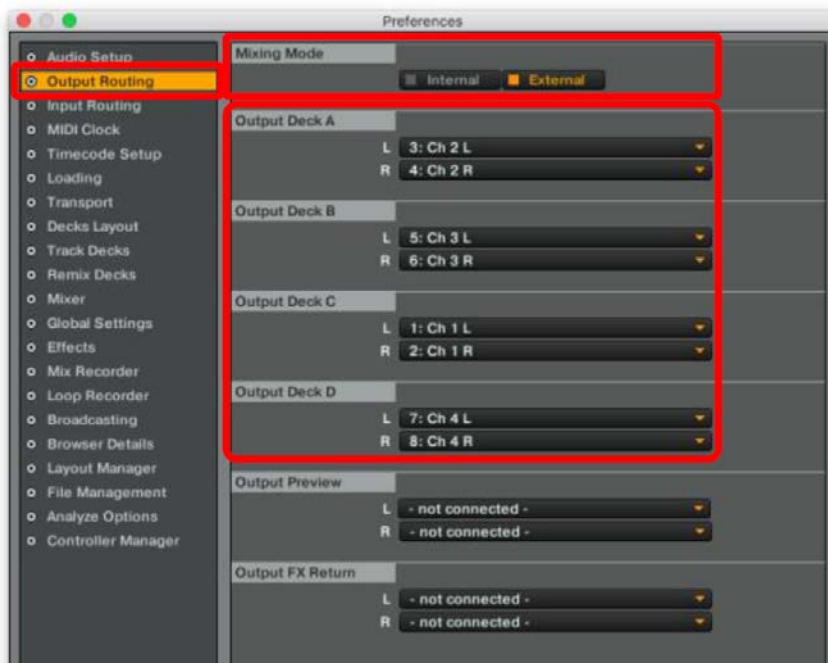 Preferences
Audio Setup
Output Routing
Input Routing
MIDI Clock
Timecode Setup
Loading
Transport
Decks Layout
Track Decks
Remix Decks
Mixer
Global Settings
Effects
Mix Recorder
Loop Recorder
Broadcasting
Browser Details
Layout Manager
File Management
Analyze Options
Controller Manager
Mixing Mode
Internal External
Output Deck A
L 3: Ch 2 L
R 4: Ch 2 R
Output Deck B
L 5: Ch 3 L
R 6: Ch 3 R
Output Deck C
L 1: Ch 1 L
R 2: Ch 1 R
Output Deck D
L 7: Ch 4 L
R 8: Ch 4 R
Output Preview
L - not connected -
R - not connected -
Output FX Return
L - not connected -
R - not connected -